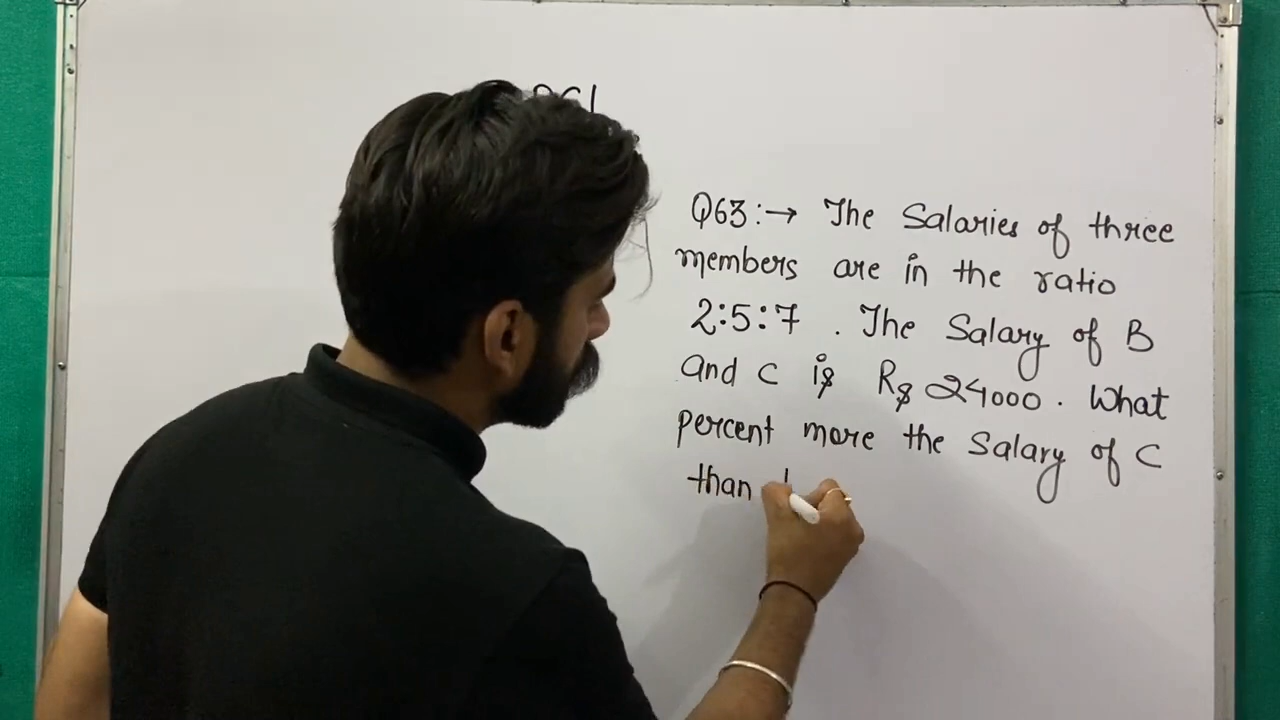 Q63:→ The Salaries of three
members are in the ratio
2:5:7 . The Salary of B
and C is Rs 24000. What
percent more the Salary of C
than